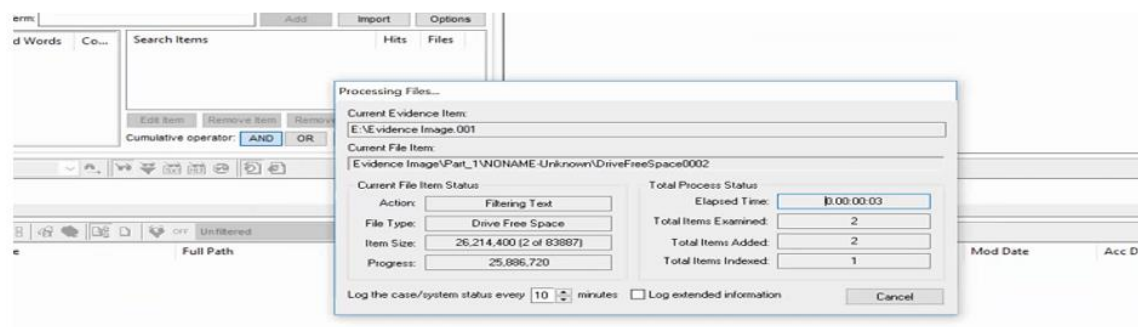 erm: Add Import Options
d Words Co... Search Items Hits Files
Edit Item Remove Item Remov
Cumulative operator: AND OR
OFF Unfiltered
e Full Path Mod Date Acc D
Processing Files...
Current Evidence Item:
E:\Evidence Image.001
Current File Item:
Evidence Image\Part_1\NONAME-Unknown\DriveFreeSpace0002
Current File Item Status Total Process Status
Action: Filtering Text Elapsed Time: 0.00:00:03
File Type: Drive Free Space Total Items Examined: 2
Item Size: 26,214,400 (2 of 83887) Total Items Added: 2
Progress: 25,886,720 Total Items Indexed: 1
Log the case/system status every 10 minutes Log extended information Cancel